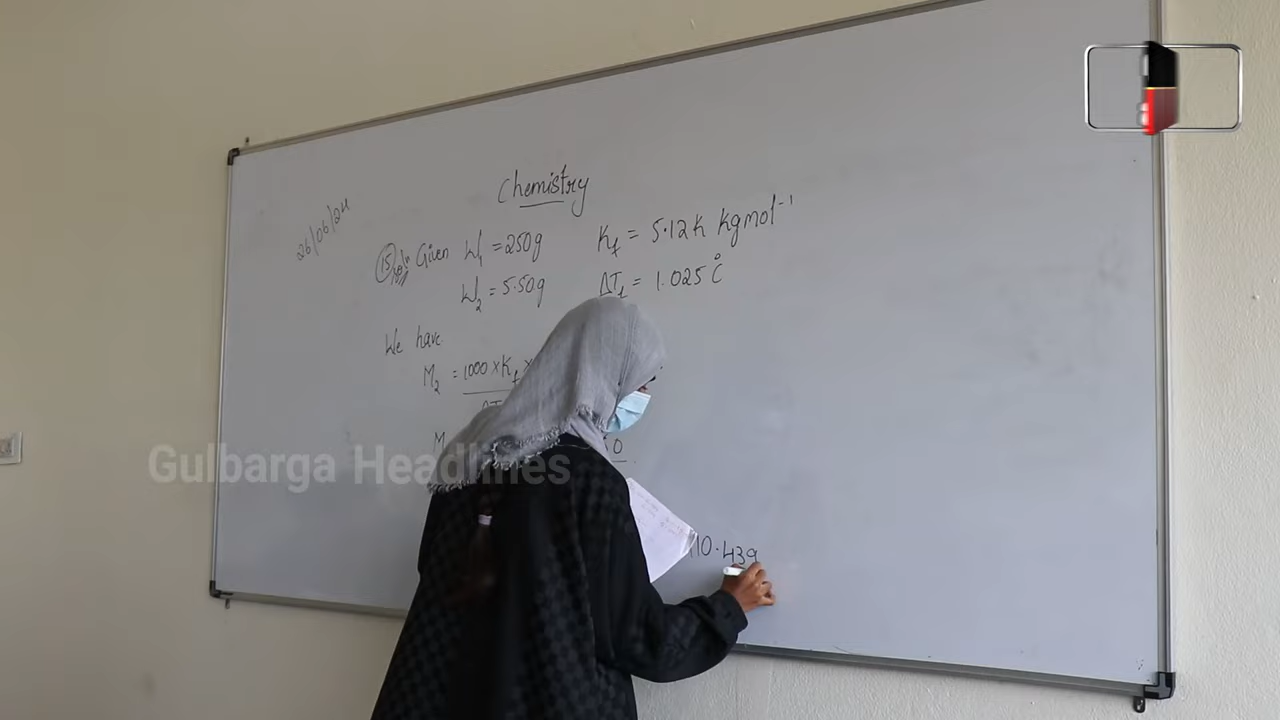 Chemistry
26/06/24
15 Given W₁ = 250g Kf = 5.12 K kg mol⁻¹
W₂ = 5.50g ΔTf = 1.025°C
We have
M₂ = 1000 × Kf ×
M
0
10.439
Gulbarga Headlines